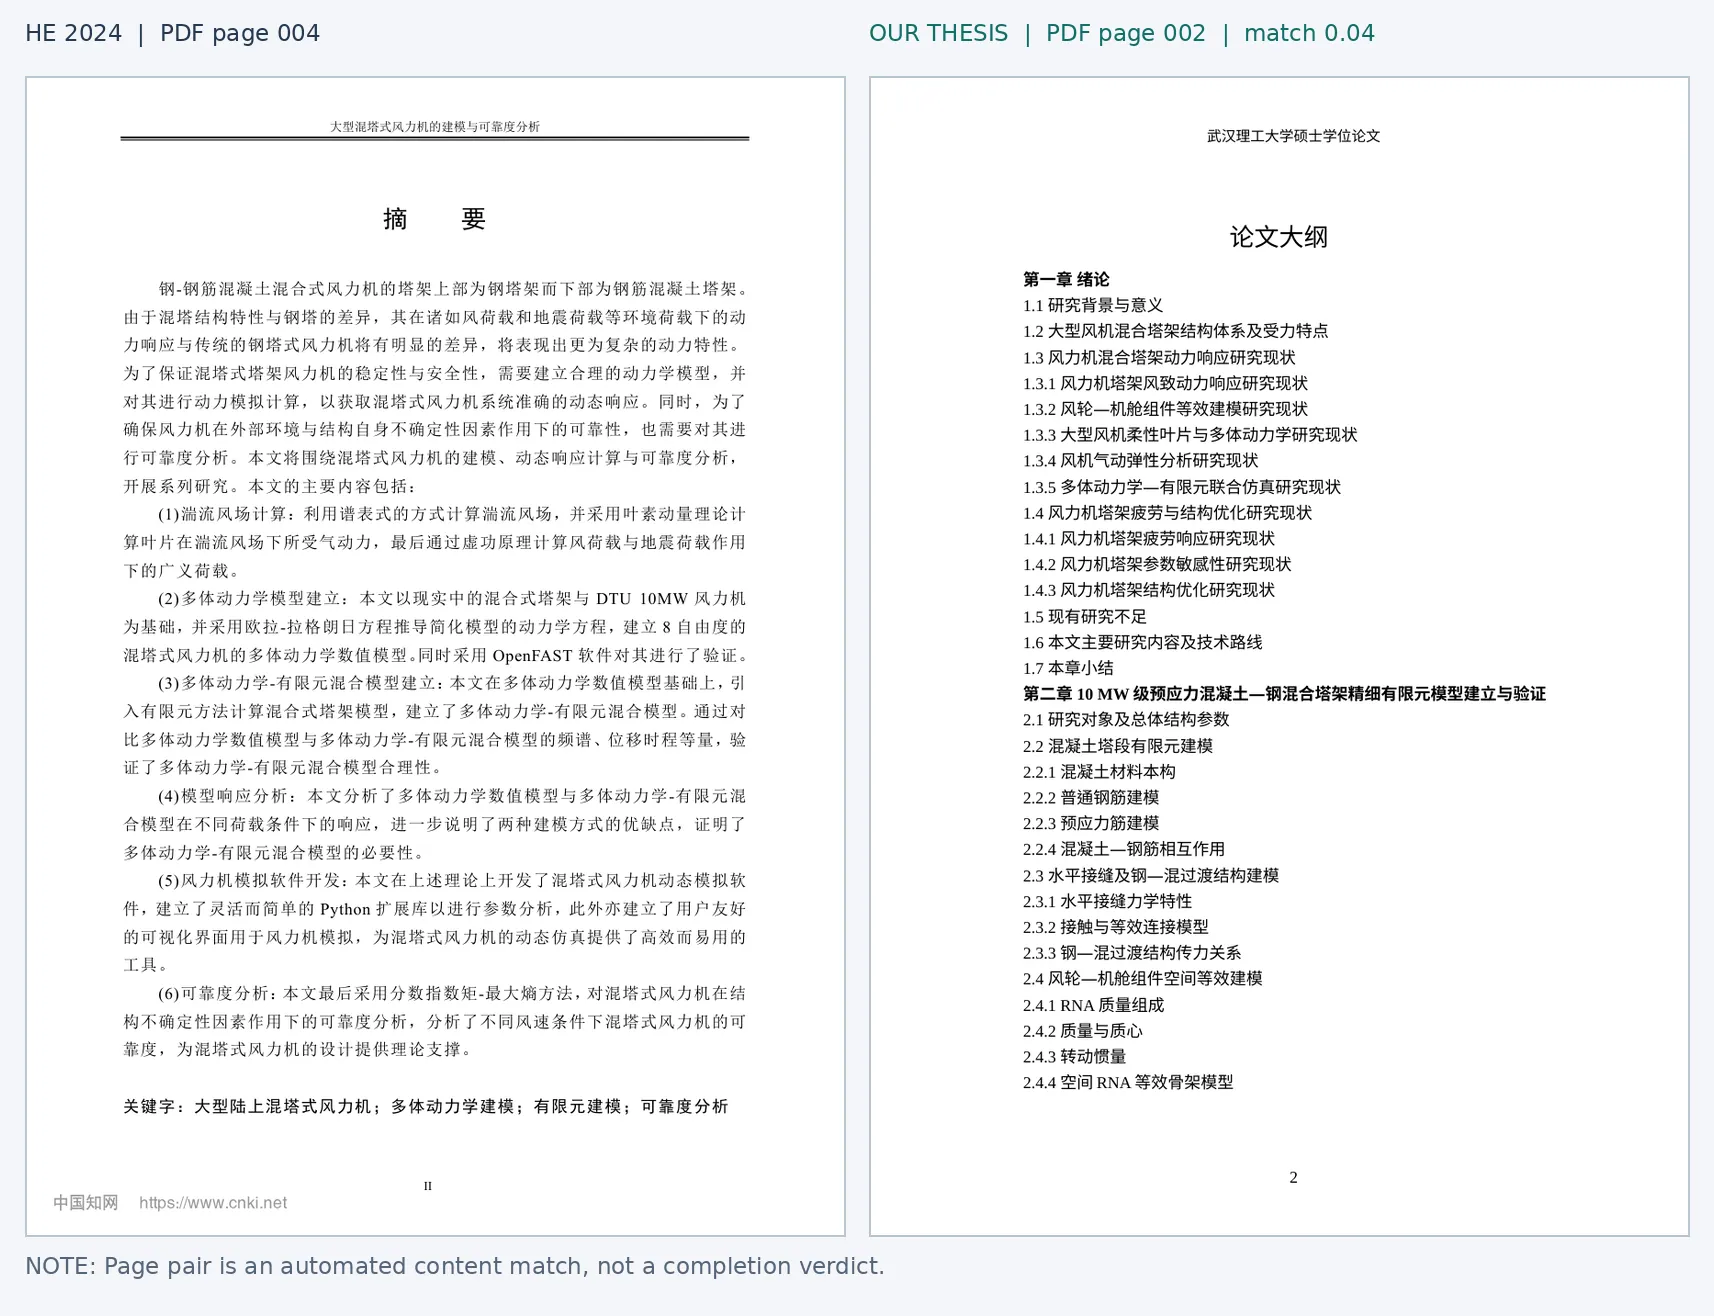 HE 2024 | PDF page 004
大型混塔式风力机的建模与可靠度分析
摘 要
钢-钢筋混凝土混合式风力机的塔架上部为钢塔架而下部为钢筋混凝土塔架。
由于混塔结构特性与钢塔的差异，其在诸如风荷载和地震荷载等环境荷载下的动
力响应与传统的钢塔式风力机将有明显的差异，将表现出更为复杂的动力特性。
为了保证混塔式塔架风力机的稳定性与安全性，需要建立合理的动力学模型，并
对其进行动力模拟计算，以获取混塔式风力机系统准确的动态响应。同时，为了
确保风力机在外部环境与结构自身不确定性因素作用下的可靠性，也需要对其进
行可靠度分析。本文将围绕混塔式风力机的建模、动态响应计算与可靠度分析，
开展系列研究。本文的主要内容包括：
(1)湍流风场计算：利用谱表式的方式计算湍流风场，并采用叶素动量理论计
算叶片在湍流风场下所受气动力，最后通过虚功原理计算风荷载与地震荷载作用
下的广义荷载。
(2)多体动力学模型建立：本文以现实中的混合式塔架与 DTU 10MW 风力机
为基础，并采用欧拉-拉格朗日方程推导简化模型的动力学方程，建立 8 自由度的
混塔式风力机的多体动力学数值模型。同时采用 OpenFAST 软件对其进行了验证。
(3)多体动力学-有限元混合模型建立：本文在多体动力学数值模型基础上，引
入有限元方法计算混合式塔架模型，建立了多体动力学-有限元混合模型。通过对
比多体动力学数值模型与多体动力学-有限元混合模型的频谱、位移时程等量，验
证了多体动力学-有限元混合模型合理性。
(4)模型响应分析：本文分析了多体动力学数值模型与多体动力学-有限元混
合模型在不同荷载条件下的响应，进一步说明了两种建模方式的优缺点，证明了
多体动力学-有限元混合模型的必要性。
(5)风力机模拟软件开发：本文在上述理论上开发了混塔式风力机动态模拟软
件，建立了灵活而简单的 Python 扩展库以进行参数分析，此外亦建立了用户友好
的可视化界面用于风力机模拟，为混塔式风力机的动态仿真提供了高效而易用的
工具。
(6)可靠度分析：本文最后采用分数指数矩-最大熵方法，对混塔式风力机在结
构不确定性因素作用下的可靠度分析，分析了不同风速条件下混塔式风力机的可
靠度，为混塔式风力机的设计提供理论支撑。
关键字：大型陆上混塔式风力机；多体动力学建模；有限元建模；可靠度分析
II
中国知网 https://www.cnki.net
OUR THESIS | PDF page 002 | match 0.04
武汉理工大学硕士学位论文
论文大纲
第一章 绪论
1.1 研究背景与意义
1.2 大型风机混合塔架结构体系及受力特点
1.3 风力机混合塔架动力响应研究现状
1.3.1 风力机塔架风致动力响应研究现状
1.3.2 风轮—机舱组件等效建模研究现状
1.3.3 大型风机柔性叶片与多体动力学研究现状
1.3.4 风机气动弹性分析研究现状
1.3.5 多体动力学—有限元联合仿真研究现状
1.4 风力机塔架疲劳与结构优化研究现状
1.4.1 风力机塔架疲劳响应研究现状
1.4.2 风力机塔架参数敏感性研究现状
1.4.3 风力机塔架结构优化研究现状
1.5 现有研究不足
1.6 本文主要研究内容及技术路线
1.7 本章小结
第二章 10 MW 级预应力混凝土—钢混合塔架精细有限元模型建立与验证
2.1 研究对象及总体结构参数
2.2 混凝土塔段有限元建模
2.2.1 混凝土材料本构
2.2.2 普通钢筋建模
2.2.3 预应力筋建模
2.2.4 混凝土—钢筋相互作用
2.3 水平接缝及钢—混过渡结构建模
2.3.1 水平接缝力学特性
2.3.2 接触与等效连接模型
2.3.3 钢—混过渡结构传力关系
2.4 风轮—机舱组件空间等效建模
2.4.1 RNA 质量组成
2.4.2 质量与质心
2.4.3 转动惯量
2.4.4 空间 RNA 等效骨架模型
2
NOTE: Page pair is an automated content match, not a completion verdict.